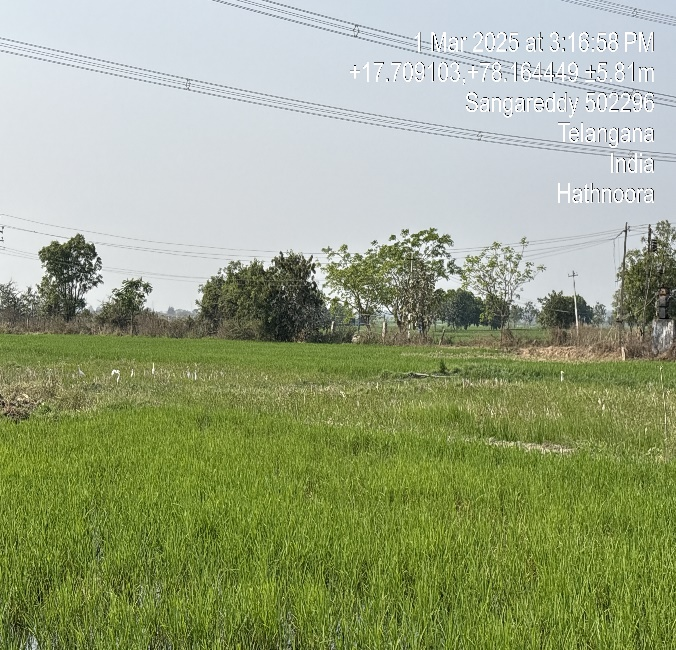 1 Mar 2025 at 3:16:58 PM
+17.709103,+78.164449 ±5.81m
Sangareddy 502296
Telangana
India
Hathnoora